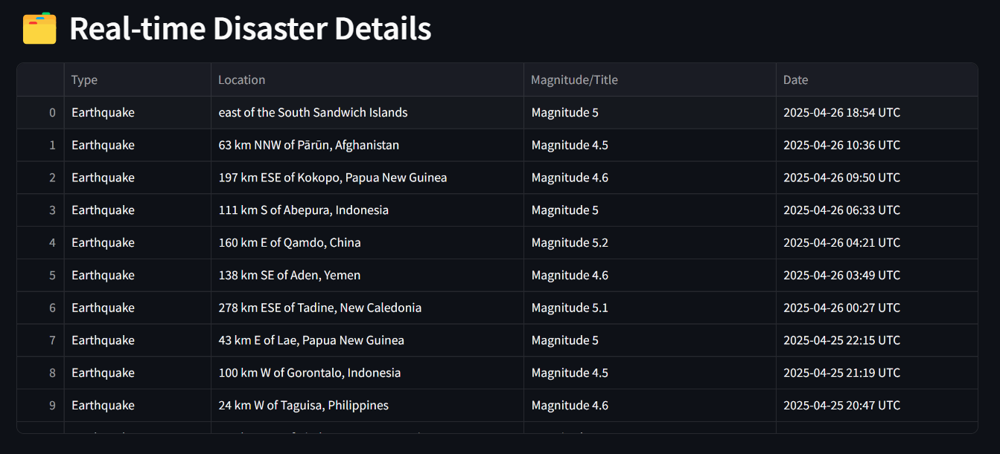 Real-time Disaster Details
Type Location Magnitude/Title Date
0 Earthquake east of the South Sandwich Islands Magnitude 5 2025-04-26 18:54 UTC
1 Earthquake 63 km NNW of Pārūn, Afghanistan Magnitude 4.5 2025-04-26 10:36 UTC
2 Earthquake 197 km ESE of Kokopo, Papua New Guinea Magnitude 4.6 2025-04-26 09:50 UTC
3 Earthquake 111 km S of Abepura, Indonesia Magnitude 5 2025-04-26 06:33 UTC
4 Earthquake 160 km E of Qamdo, China Magnitude 5.2 2025-04-26 04:21 UTC
5 Earthquake 138 km SE of Aden, Yemen Magnitude 4.6 2025-04-26 03:49 UTC
6 Earthquake 278 km ESE of Tadine, New Caledonia Magnitude 5.1 2025-04-26 00:27 UTC
7 Earthquake 43 km E of Lae, Papua New Guinea Magnitude 5 2025-04-25 22:15 UTC
8 Earthquake 100 km W of Gorontalo, Indonesia Magnitude 4.5 2025-04-25 21:19 UTC
9 Earthquake 24 km W of Taguisa, Philippines Magnitude 4.6 2025-04-25 20:47 UTC